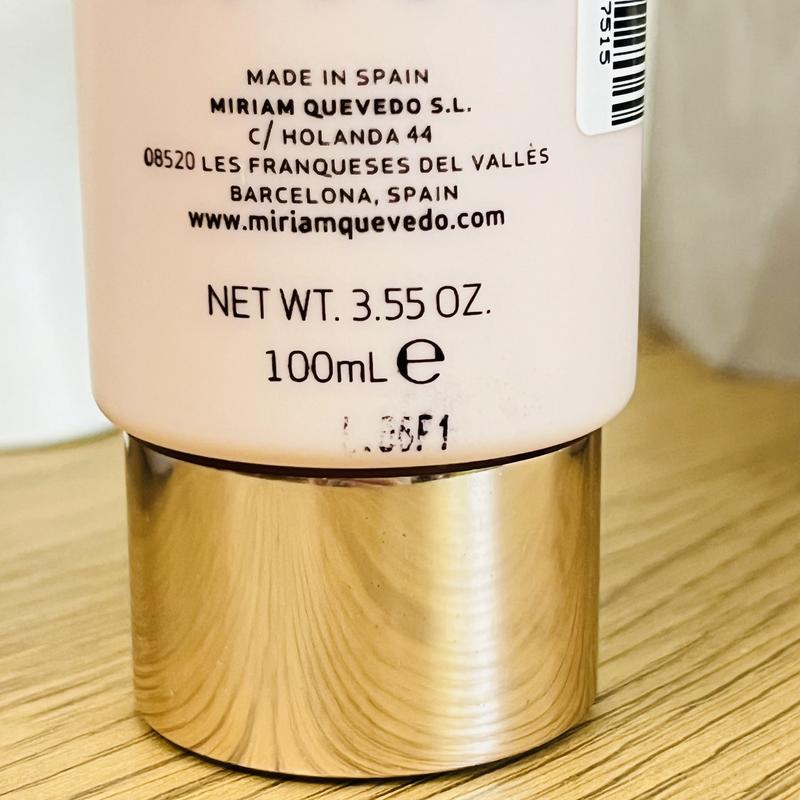 MADE IN SPAIN
MIRIAM QUEVEDO S.L.
C/ HOLANDA 44
08520 LES FRANQUESES DEL VALLÈS
BARCELONA, SPAIN
www.miriamquevedo.com
NET WT. 3.55 OZ.
100mL e
7515